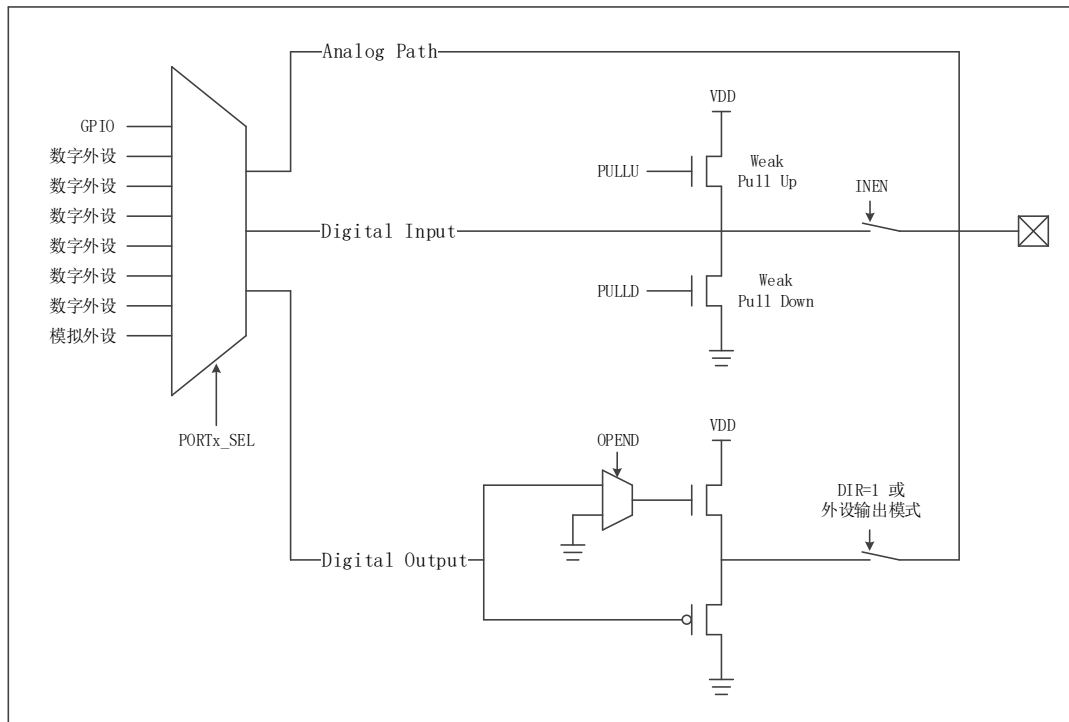 Analog Path
VDD
GPIO
数字外设
数字外设
数字外设
数字外设
数字外设
数字外设
模拟外设
PULLU
Weak
Pull Up
INEN
Digital Input
PULLD
Weak
Pull Down
PORTx_SEL
OPEND
VDD
DIR=1 或
外设输出模式
Digital Output